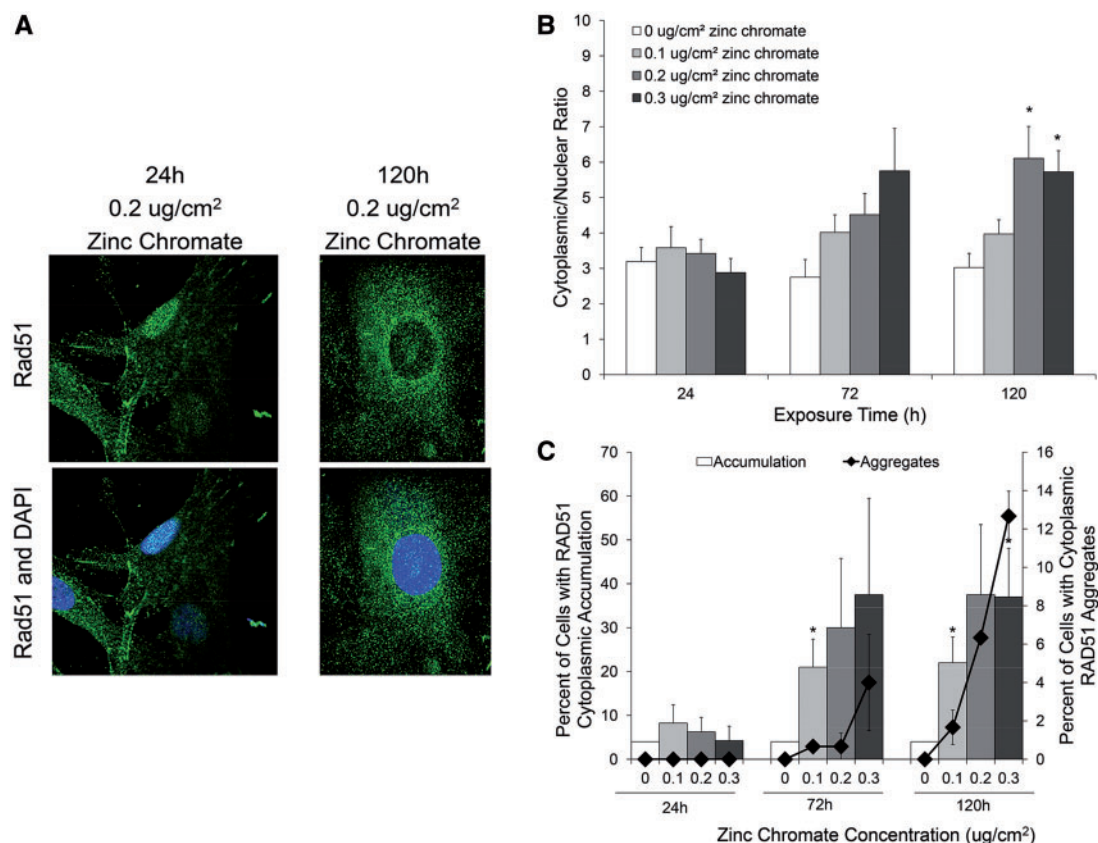 A
24h
0.2 ug/cm²
Zinc Chromate
120h
0.2 ug/cm²
Zinc Chromate
Rad51
Rad51 and DAPI
B
Cytoplasmic/Nuclear Ratio
10
9
8
7
6
5
4
3
2
1
0
0 ug/cm² zinc chromate
0.1 ug/cm² zinc chromate
0.2 ug/cm² zinc chromate
0.3 ug/cm² zinc chromate
* *
24 72 120
Exposure Time (h)
C
Percent of Cells with RAD51
Cytoplasmic Accumulation
70
60
50
40
30
20
10
0
Accumulation Aggregates
* * *
16
14
12
10
8
6
4
2
0
Percent of Cells with Cytoplasmic
RAD51 Aggregates
0 0.1 0.2 0.3 0 0.1 0.2 0.3 0 0.1 0.2 0.3
24h 72h 120h
Zinc Chromate Concentration (ug/cm²)